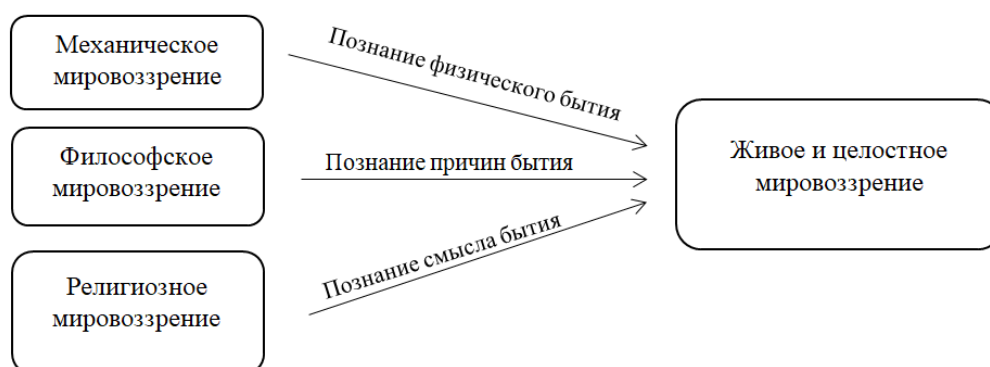 Механическое
мировоззрение
Познание физического бытия
Философское
мировоззрение
Познание причин бытия
Живое и целостное
мировоззрение
Религиозное
мировоззрение
Познание смысла бытия